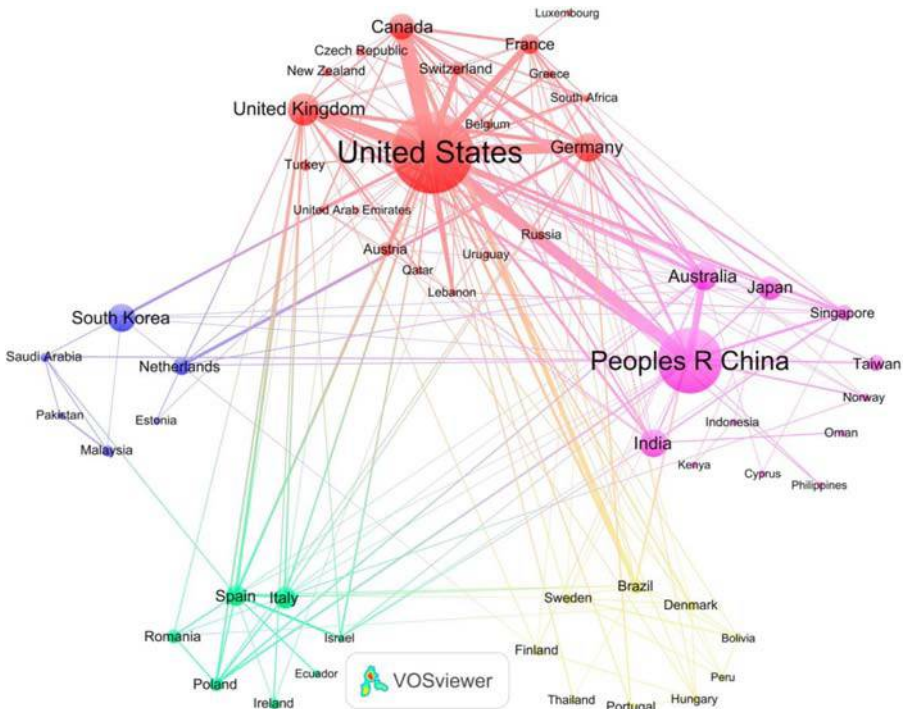 Luxembourg
Canada
France
Czech Republic
New Zealand
Switzerland
Greece
South Africa
United Kingdom
Belgium
United States
Germany
Turkey
United Arab Emirates
Russia
Austria
Uruguay
Qatar
Lebanon
Australia
Japan
Singapore
South Korea
Saudi Arabia
Netherlands
Peoples R China
Taiwan
Norway
Pakistan
Estonia
Malaysia
Indonesia
Oman
India
Kenya
Cyprus
Philippines
Spain
Italy
Brazil
Sweden
Denmark
Romania
Israel
Bolivia
Finland
Ecuador
Peru
Poland
Ireland
VOSviewer
Thailand
Portugal
Hungary